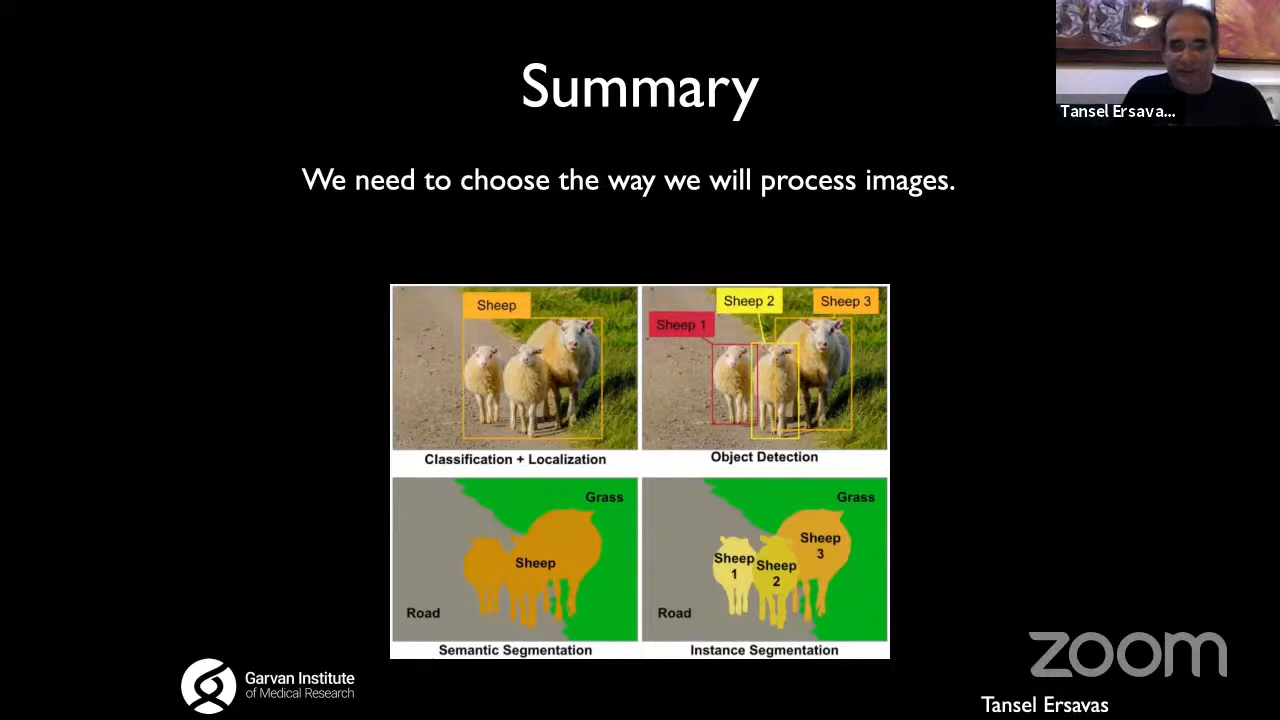 Summary
Tansel Ersava...
We need to choose the way we will process images.
Sheep
Classification + Localization
Sheep 1
Sheep 2
Sheep 3
Object Detection
Grass
Sheep
Road
Semantic Segmentation
Grass
Sheep
1
Sheep
2
Sheep
3
Road
Instance Segmentation
Garvan Institute
of Medical Research
zoom
Tansel Ersavas